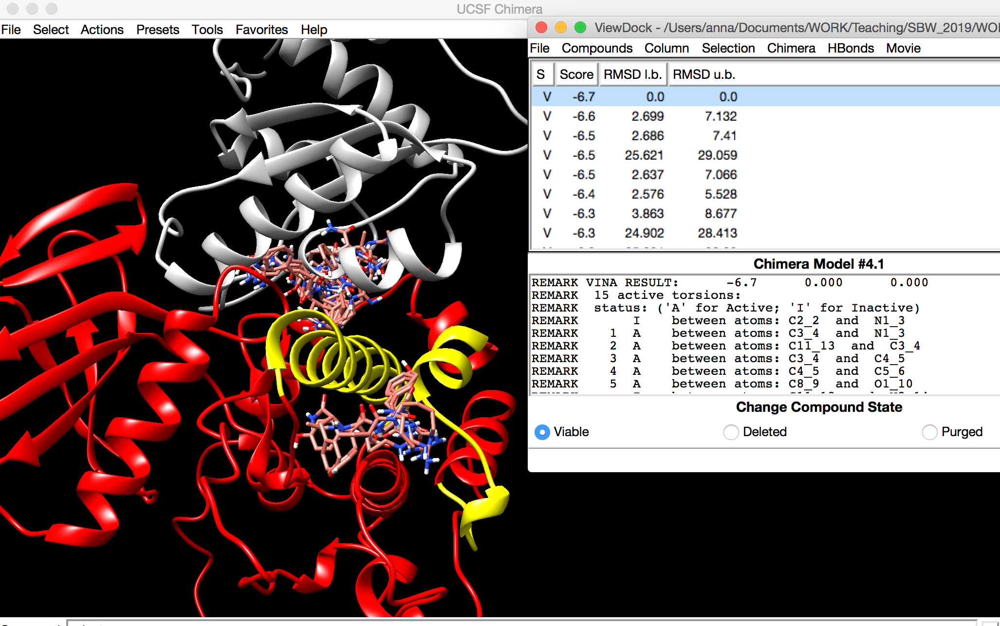 UCSF Chimera
File Select Actions Presets Tools Favorites Help
ViewDock - /Users/anna/Documents/WORK/Teaching/SBW_2019/WO
File Compounds Column Selection Chimera HBonds Movie
S Score RMSD l.b. RMSD u.b.
V -6.7 0.0 0.0
V -6.6 2.699 7.132
V -6.5 2.686 7.41
V -6.5 25.621 29.059
V -6.5 2.637 7.066
V -6.4 2.576 5.528
V -6.3 3.863 8.677
V -6.3 24.902 28.413
Chimera Model #4.1
REMARK VINA RESULT: -6.7 0.000 0.000
REMARK 15 active torsions:
REMARK status: ('A' for Active; 'I' for Inactive)
REMARK I between atoms: C2_2 and N1_3
REMARK 1 A between atoms: C3_4 and N1_3
REMARK 2 A between atoms: C11_13 and C3_4
REMARK 3 A between atoms: C3_4 and C4_5
REMARK 4 A between atoms: C4_5 and C5_6
REMARK 5 A between atoms: C8_9 and O1_10
Change Compound State
Viable Deleted Purged